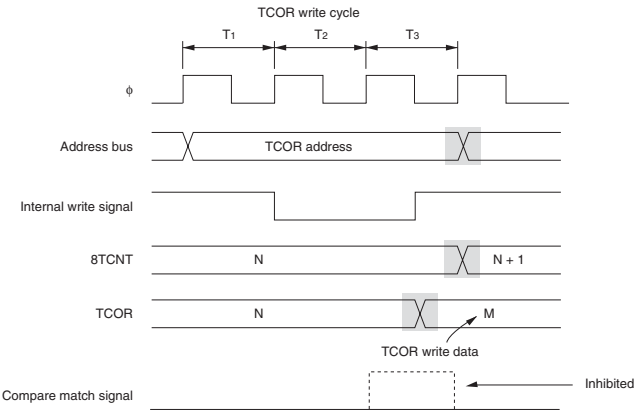 TCOR write cycle
T1 T2 T3
ϕ
Address bus TCOR address
Internal write signal
8TCNT N N + 1
TCOR N M
TCOR write data
Compare match signal Inhibited